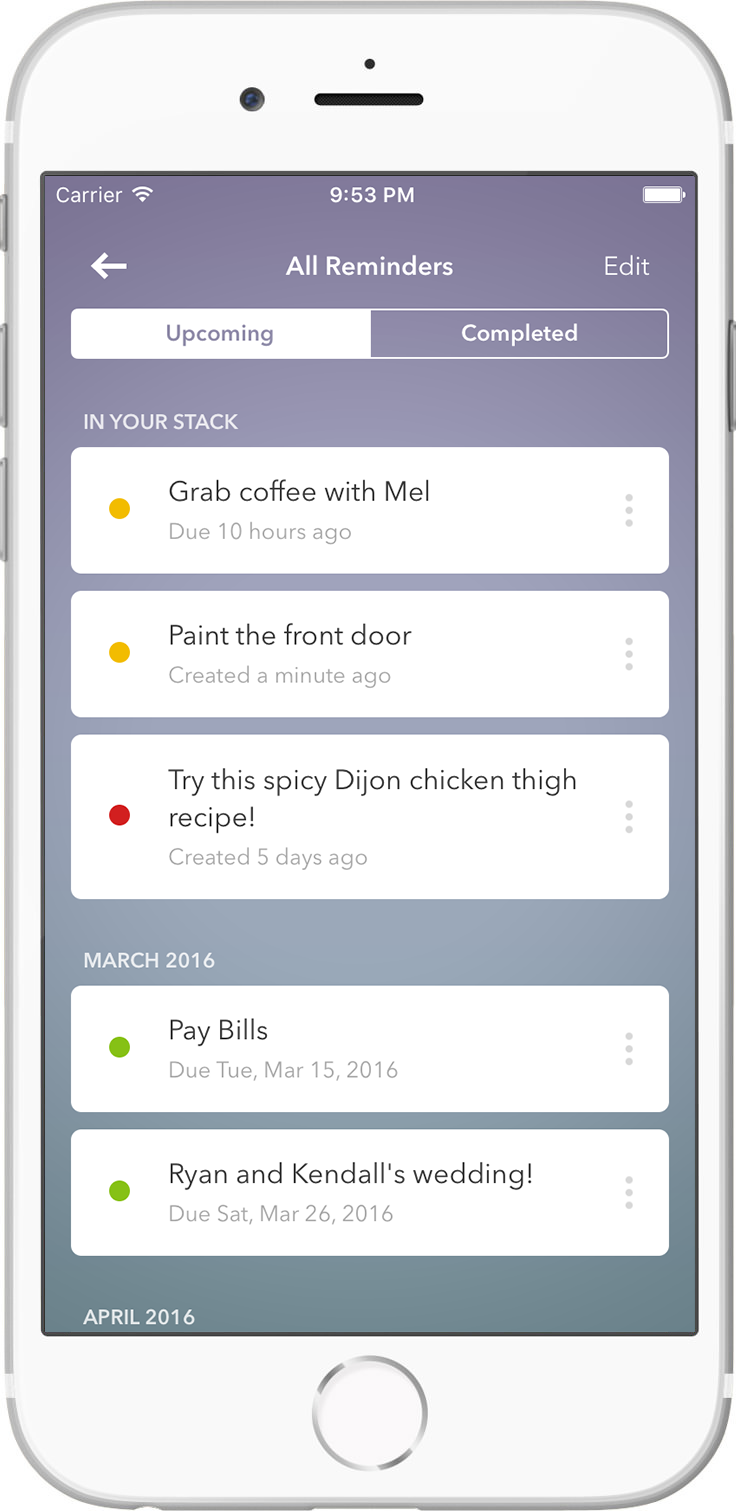 Carrier 9:53 PM
All Reminders Edit
Upcoming Completed
IN YOUR STACK
Grab coffee with Mel
Due 10 hours ago
Paint the front door
Created a minute ago
Try this spicy Dijon chicken thigh
recipe!
Created 5 days ago
MARCH 2016
Pay Bills
Due Tue, Mar 15, 2016
Ryan and Kendall's wedding!
Due Sat, Mar 26, 2016
APRIL 2016